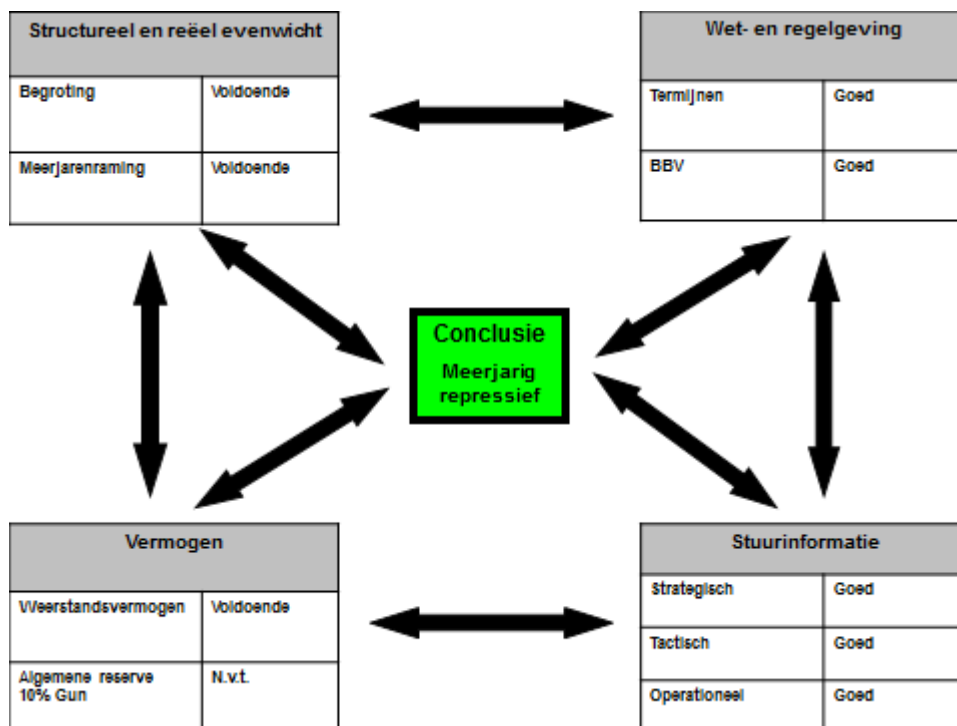 Structureel en reëel evenwicht
Begroting Voldoende
Meerjarenraming Voldoende
Wet- en regelgeving
Termijnen Goed
BBV Goed
Conclusie
Meerjarig
repressief
Vermogen
Weerstandsvermogen Voldoende
Algemene reserve N.v.t.
10% Gun
Stuurinformatie
Strategisch Goed
Tactisch Goed
Operationeel Goed